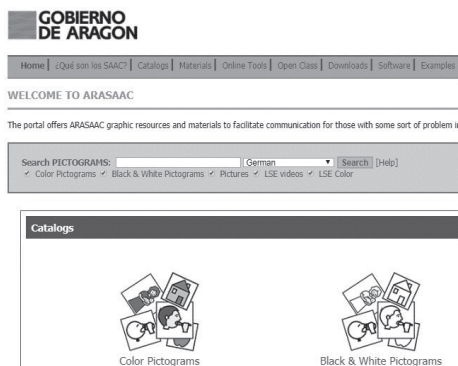 GOBIERNO
DE ARAGON
Home | ¿Qué son los SAAC? | Catalogs | Materials | Online Tools | Open Class | Downloads | Software | Examples
WELCOME TO ARASAAC
The portal offers ARASAAC graphic resources and materials to facilitate communication for those with some sort of problem i
Search PICTOGRAMS: German Search [Help]
Color Pictograms Black & White Pictograms Pictures LSE videos LSE Color
Catalogs
Color Pictograms Black & White Pictograms